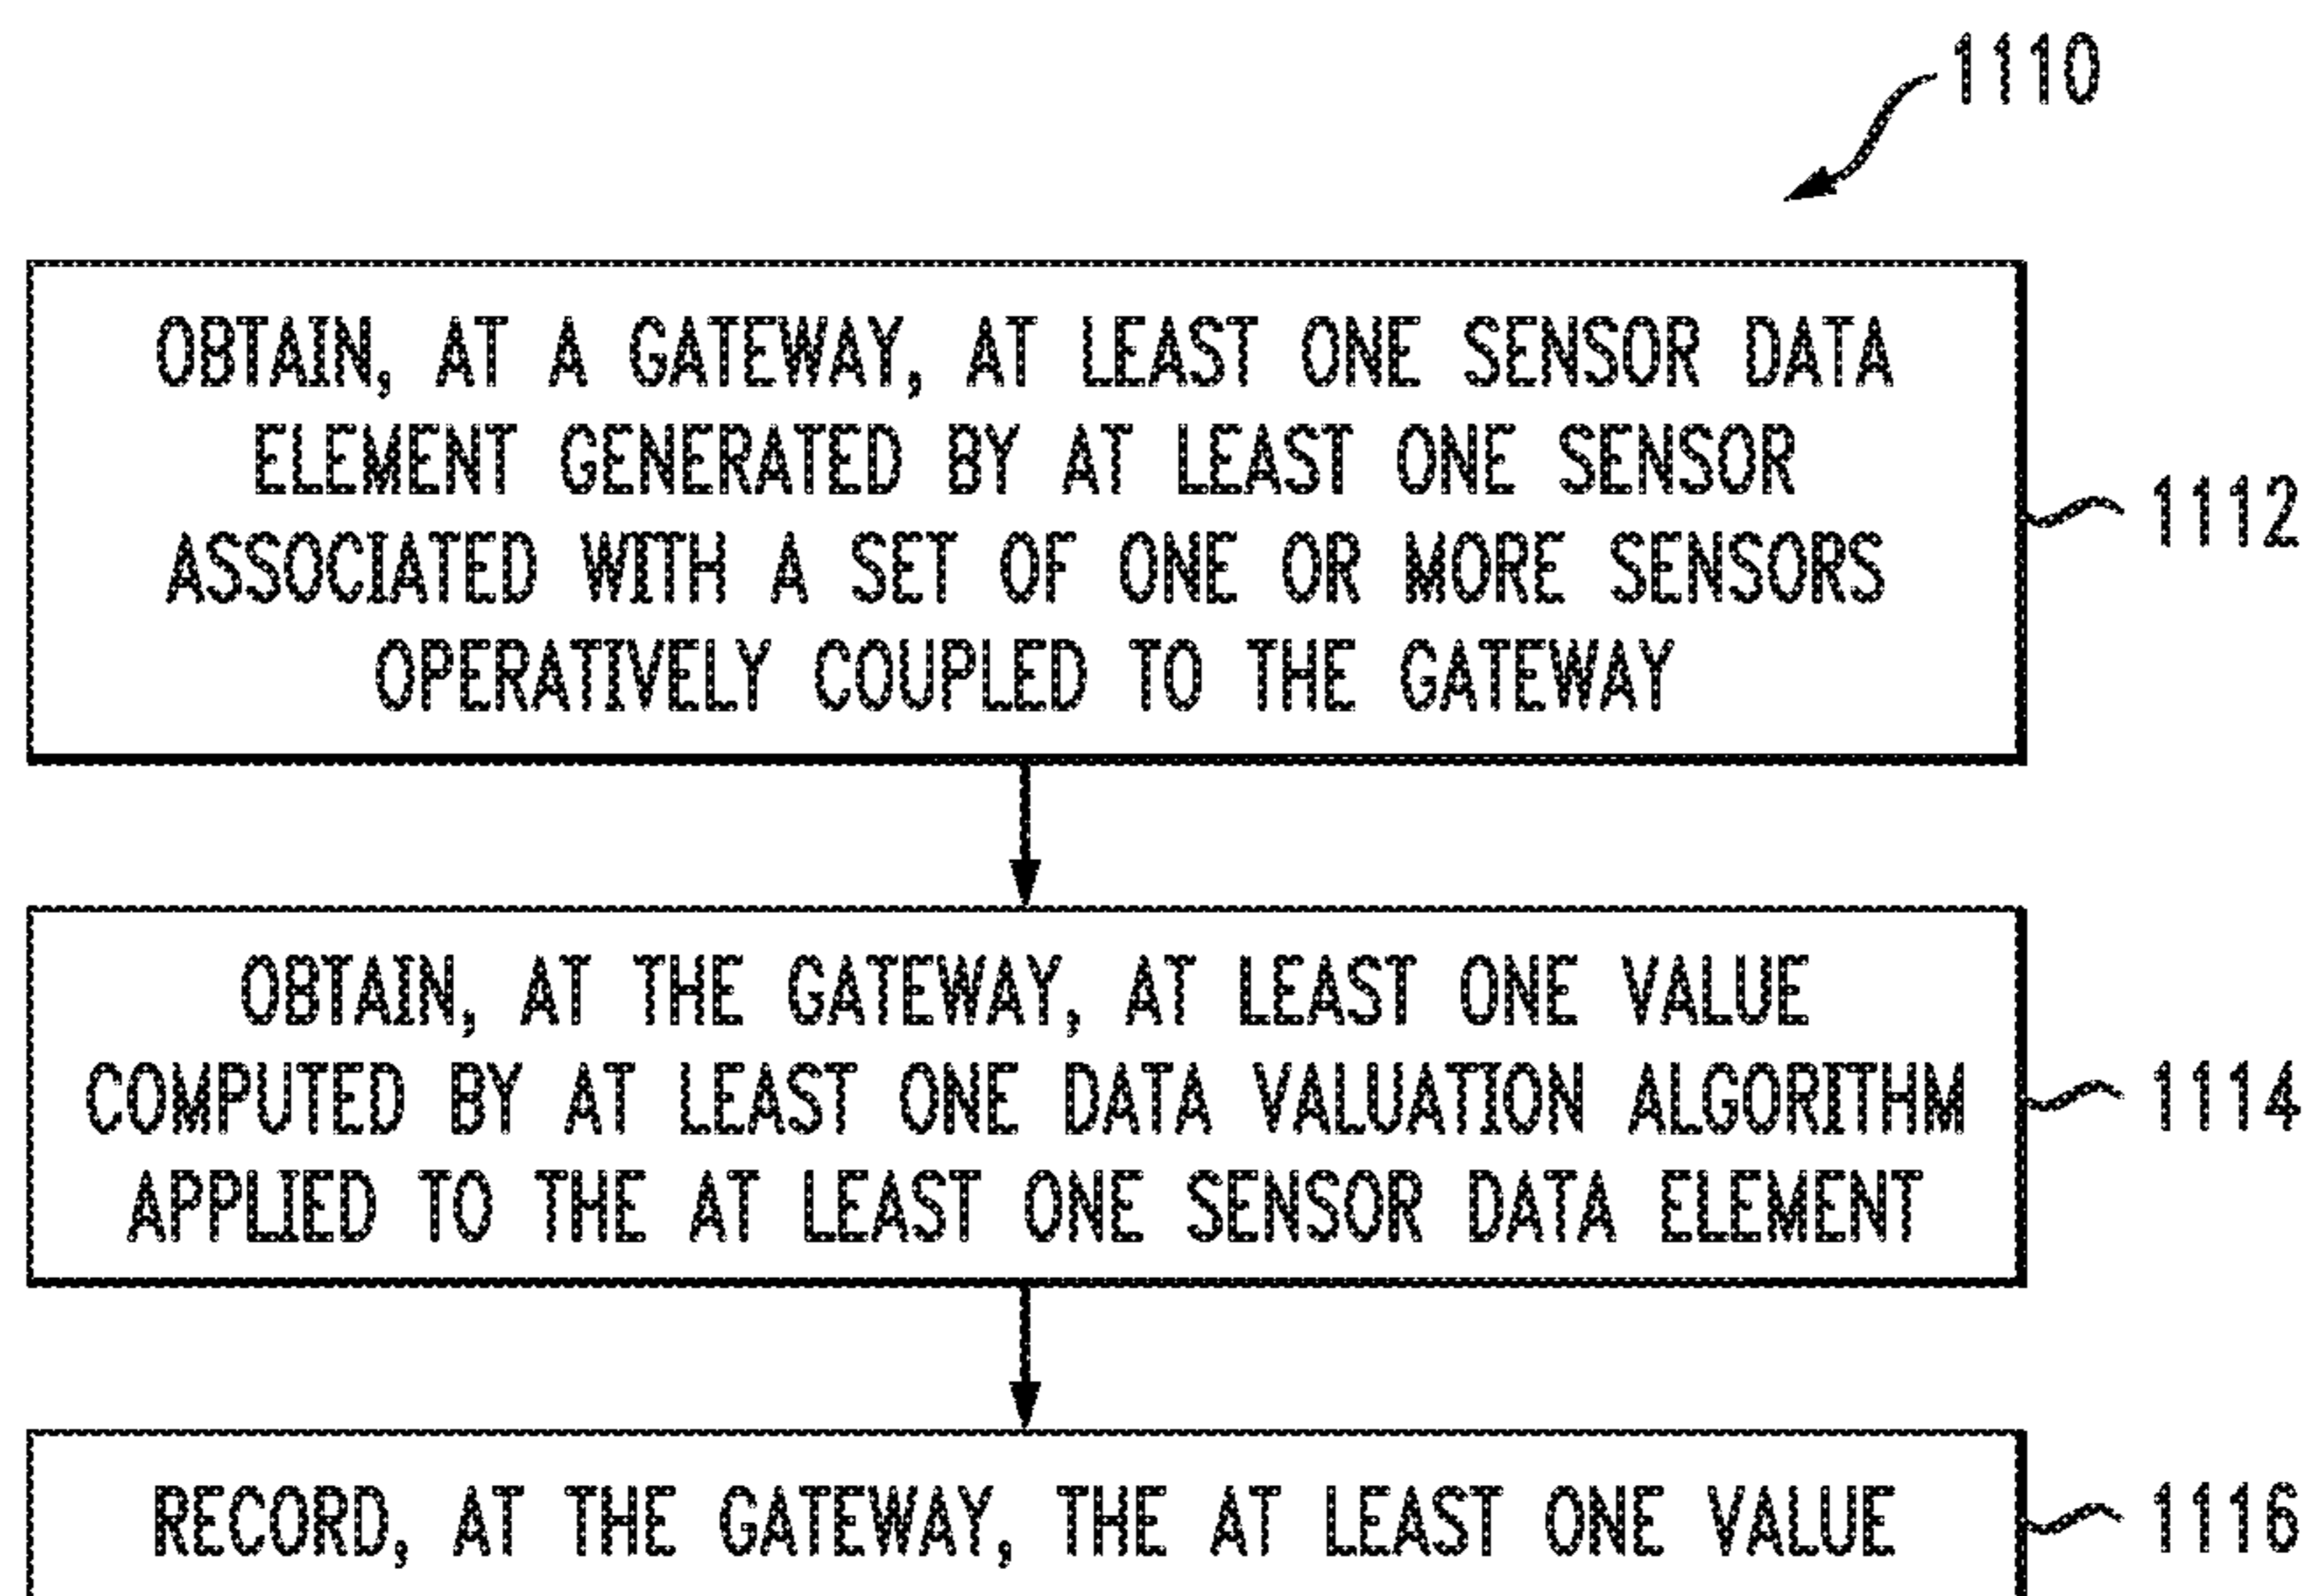 1110
OBTAIN, AT A GATEWAY, AT LEAST ONE SENSOR DATA
ELEMENT GENERATED BY AT LEAST ONE SENSOR
ASSOCIATED WITH A SET OF ONE OR MORE SENSORS
OPERATIVELY COUPLED TO THE GATEWAY
1112
OBTAIN, AT THE GATEWAY, AT LEAST ONE VALUE
COMPUTED BY AT LEAST ONE DATA VALUATION ALGORITHM
APPLIED TO THE AT LEAST ONE SENSOR DATA ELEMENT
1114
RECORD, AT THE GATEWAY, THE AT LEAST ONE VALUE
1116